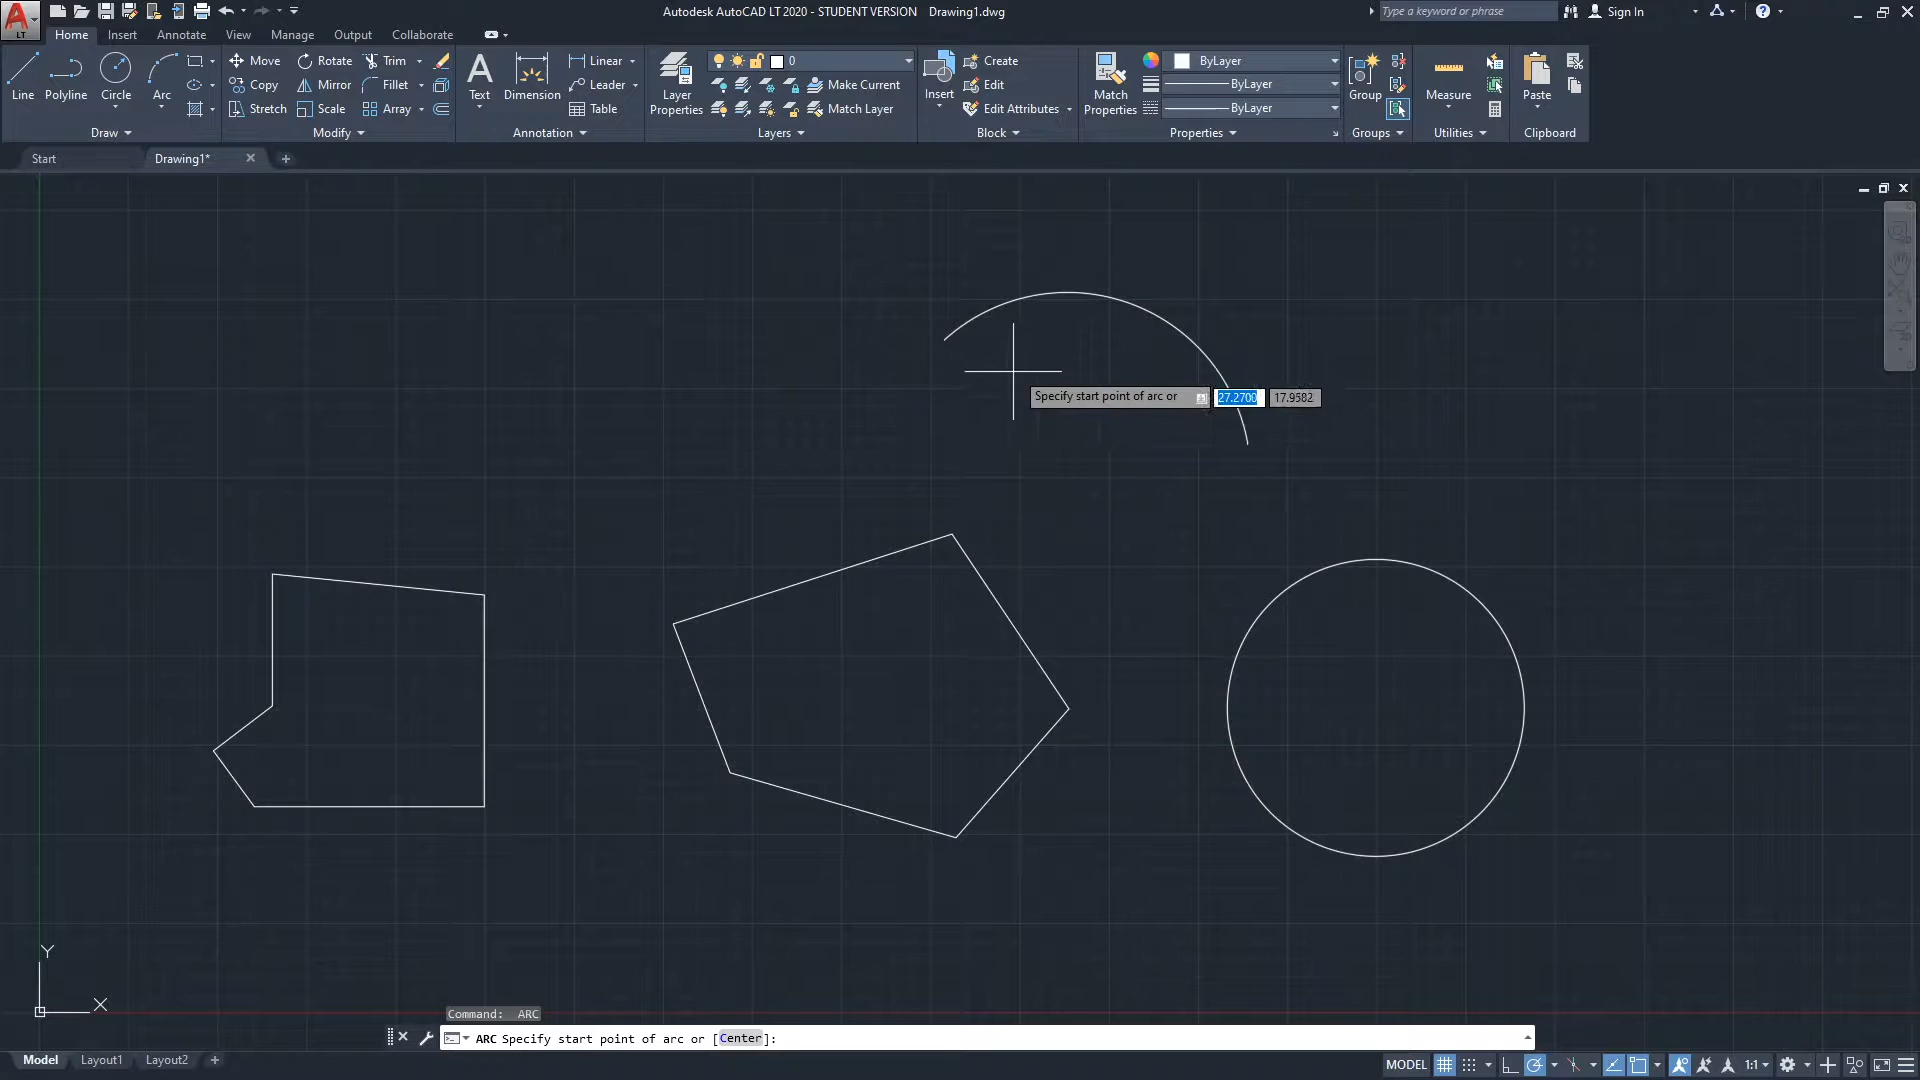 A
LT
Autodesk AutoCAD LT 2020 - STUDENT VERSION Drawing1.dwg
Type a keyword or phrase
Sign In
?
Home Insert Annotate View Manage Output Collaborate
Line
Polyline
Circle
Arc
Draw
Move Rotate Trim
Copy Mirror Fillet
Stretch Scale Array
Modify
A
Text
Dimension
Linear
Leader
Table
Annotation
Layer
Properties
0
Make Current
Match Layer
Layers
Insert
Create
Edit
Edit Attributes
Block
Match
Properties
ByLayer
ByLayer
ByLayer
Properties
Group
Groups
Measure
Utilities
Paste
Clipboard
Start Drawing1*
Specify start point of arc or 27.2700 17.9582
Y
X
Command: ARC
ARC Specify start point of arc or [Center]:
Model Layout1 Layout2
MODEL 1:1